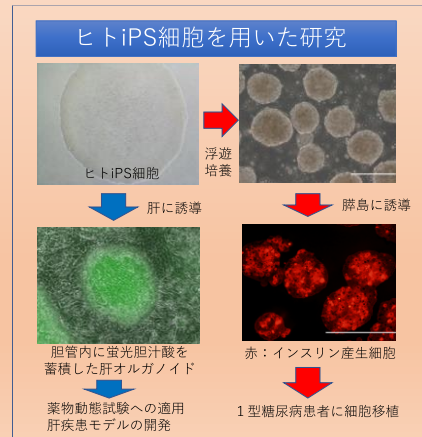 ヒトiPS細胞を用いた研究
ヒトiPS細胞
浮遊
培養
肝に誘導
膵島に誘導
胆管内に蛍光胆汁酸を
蓄積した肝オルガノイド
赤：インスリン産生細胞
薬物動態試験への適用
肝疾患モデルの開発
１型糖尿病患者に細胞移植